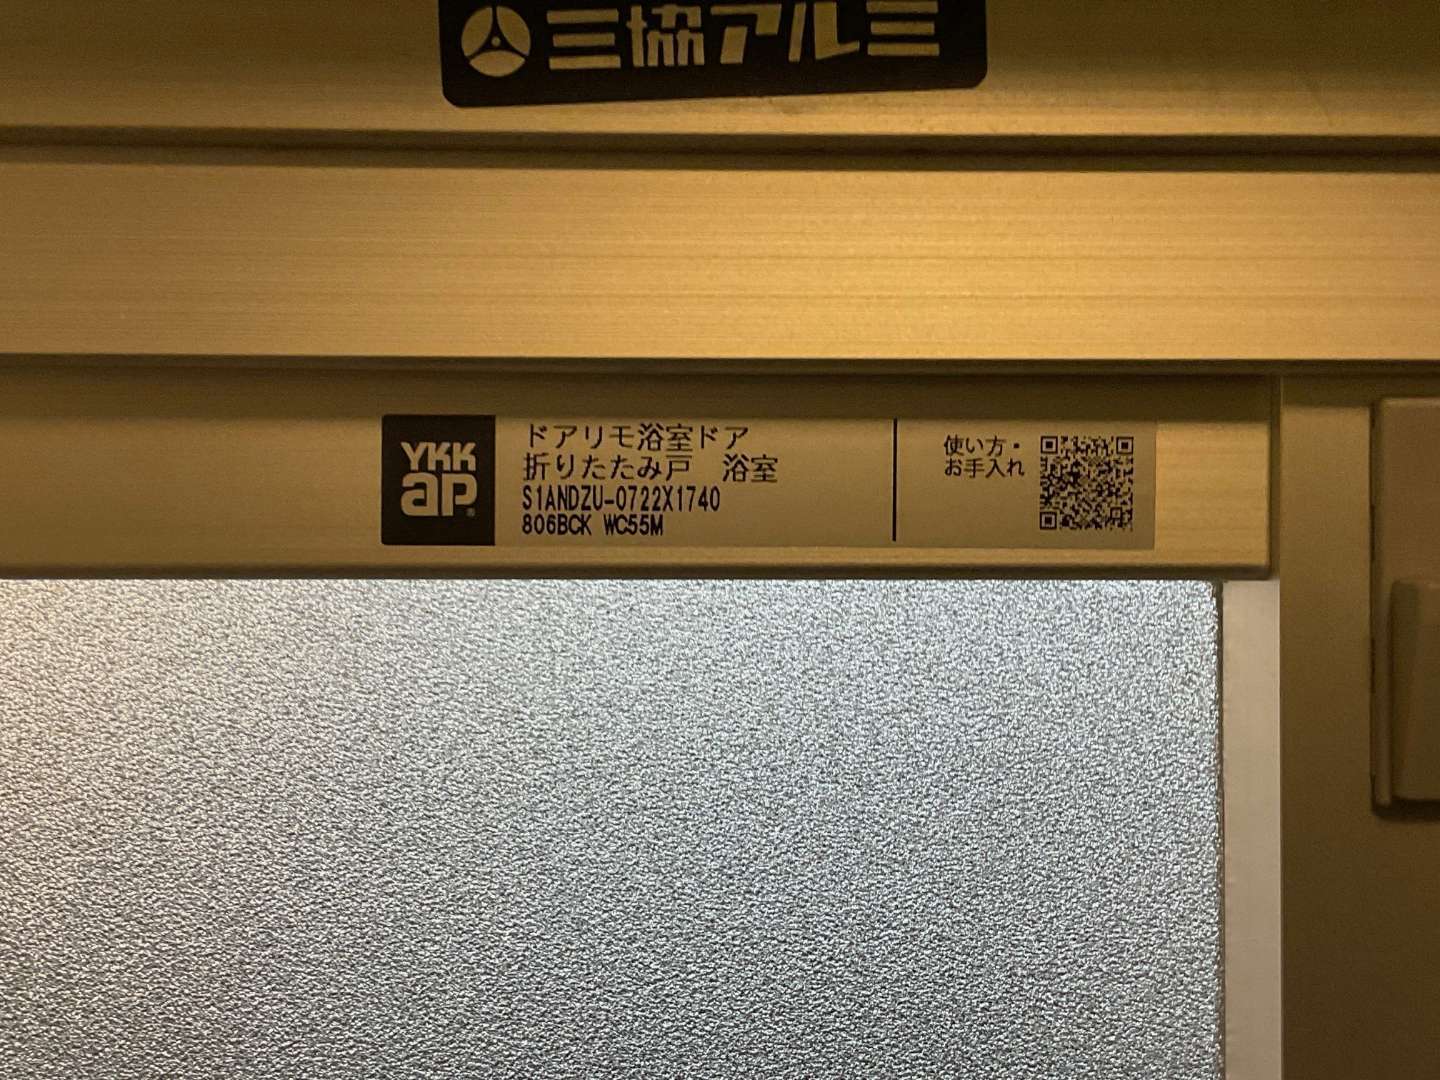 三協アルミ
YKK
ap
ドアリモ浴室ドア
折りたたみ戸　浴室
S1ANDZU-0722X1740
806BCK WC55M
使い方・
お手入れ